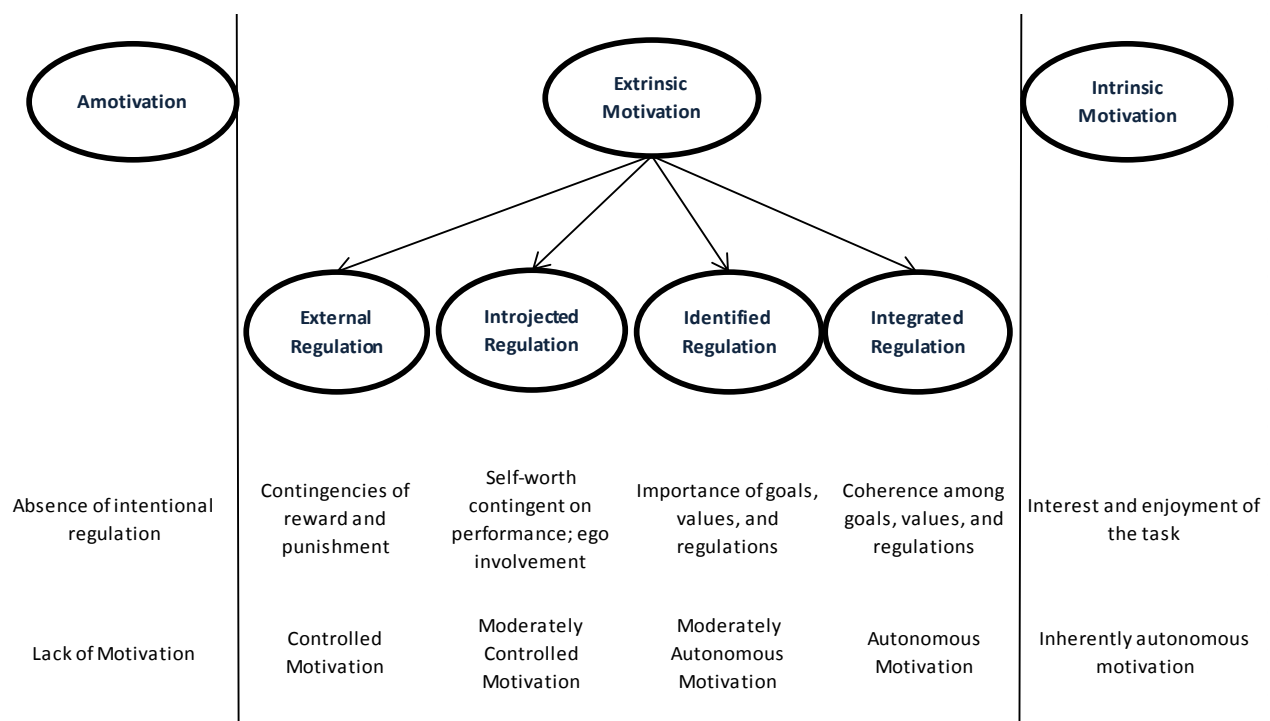 Amotivation
Extrinsic
Motivation
Intrinsic
Motivation
External
Regulation
Introjected
Regulation
Identified
Regulation
Integrated
Regulation
Absence of intentional
regulation
Contingencies of
reward and
punishment
Self-worth
contingent on
performance; ego
involvement
Importance of goals,
values, and
regulations
Coherence among
goals, values, and
regulations
Interest and enjoyment of
the task
Lack of Motivation
Controlled
Motivation
Moderately
Controlled
Motivation
Moderately
Autonomous
Motivation
Autonomous
Motivation
Inherently autonomous
motivation